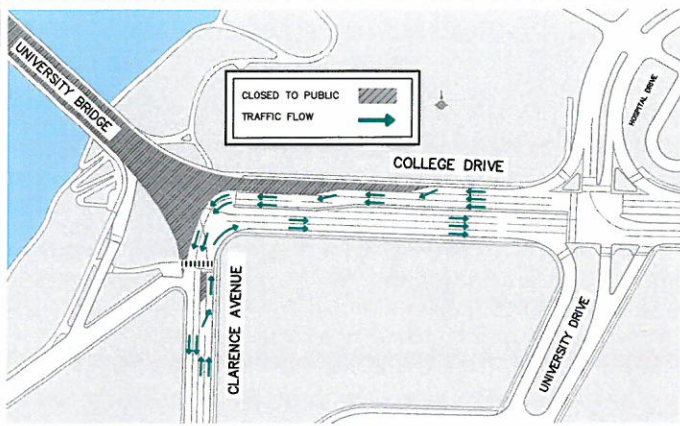 UNIVERSITY BRIDGE
CLOSED TO PUBLIC
TRAFFIC FLOW
HOSPITAL DRIVE
COLLEGE DRIVE
CLARENCE AVENUE
UNIVERSITY DRIVE